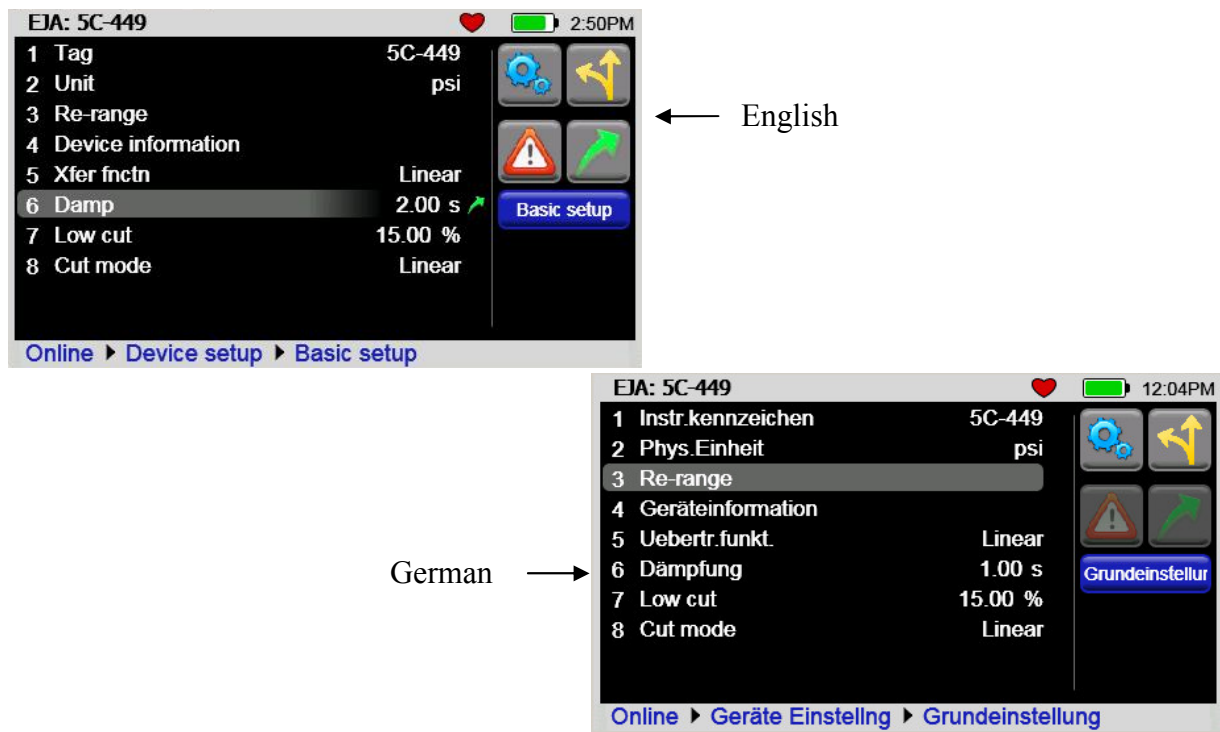 EJA: 5C-449 2:50PM
1 Tag 5C-449
2 Unit psi
3 Re-range
4 Device information
5 Xfer fnctn Linear
6 Damp 2.00 s
7 Low cut 15.00 %
8 Cut mode Linear
Basic setup
Online Device setup Basic setup
English
EJA: 5C-449 12:04PM
1 Instr.kennzeichen 5C-449
2 Phys.Einheit psi
3 Re-range
4 Geräteinformation
5 Uebertr.funkt. Linear
6 Dämpfung 1.00 s
7 Low cut 15.00 %
8 Cut mode Linear
Grundeinstellur
Online Geräte Einstellng Grundeinstellung
German